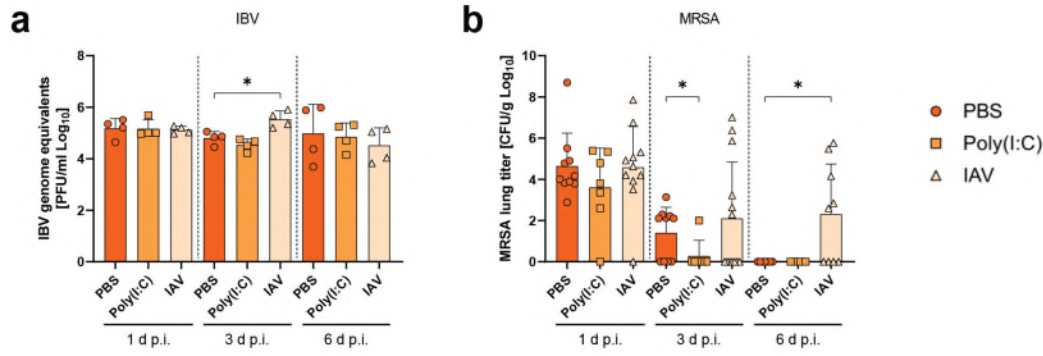 a
IBV
IBV genome equivalents
[PFU/ml Log10]
8
6
4
2
0
*
PBS
Poly(I:C)
IAV
PBS
Poly(I:C)
IAV
PBS
Poly(I:C)
IAV
1 d p.i.
3 d p.i.
6 d p.i.
b
MRSA
MRSA lung titer [CFU/g Log10]
10
8
6
4
2
0
*
*
PBS
Poly(I:C)
IAV
PBS
Poly(I:C)
IAV
PBS
Poly(I:C)
IAV
1 d p.i.
3 d p.i.
6 d p.i.
PBS
Poly(I:C)
IAV